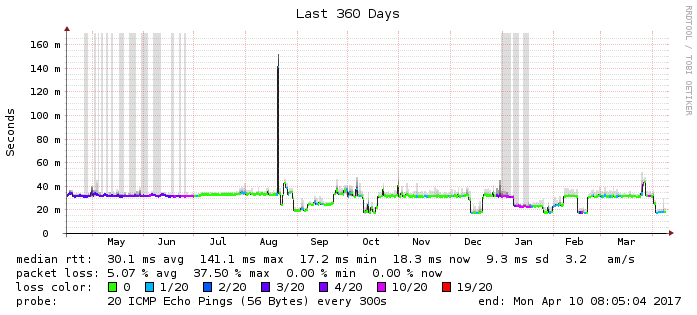 Last 360 Days
RRDTOOL / TOBI OETIKER
Seconds
160 m
140 m
120 m
100 m
80 m
60 m
40 m
20 m
0
May Jun Jul Aug Sep Oct Nov Dec Jan Feb Mar
median rtt: 30.1 ms avg 141.1 ms max 17.2 ms min 18.3 ms now 9.3 ms sd 3.2 am/s
packet loss: 5.07 % avg 37.50 % max 0.00 % min 0.00 % now
loss color: 0 1/20 2/20 3/20 4/20 10/20 19/20
probe: 20 ICMP Echo Pings (56 Bytes) every 300s end: Mon Apr 10 08:05:04 2017